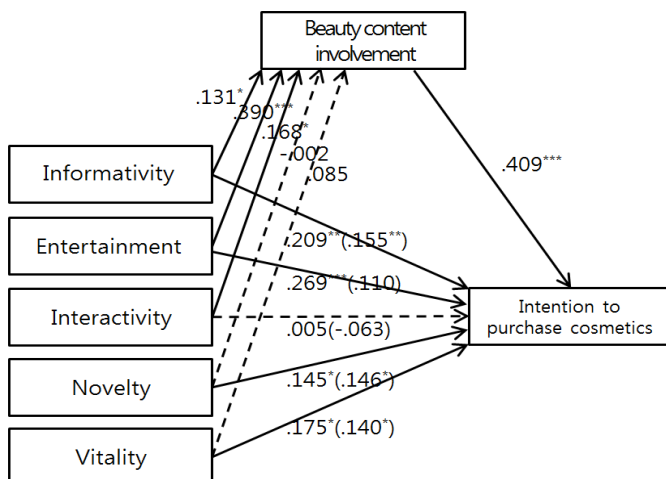 Beauty content
involvement
.131*
.390***
.168*
-.002
.085
.409***
Informativity
Entertainment
Interactivity
Novelty
Vitality
.209**(.155**)
.269***(.110)
.005(-.063)
.145*(.146*)
.175*(.140*)
Intention to
purchase cosmetics